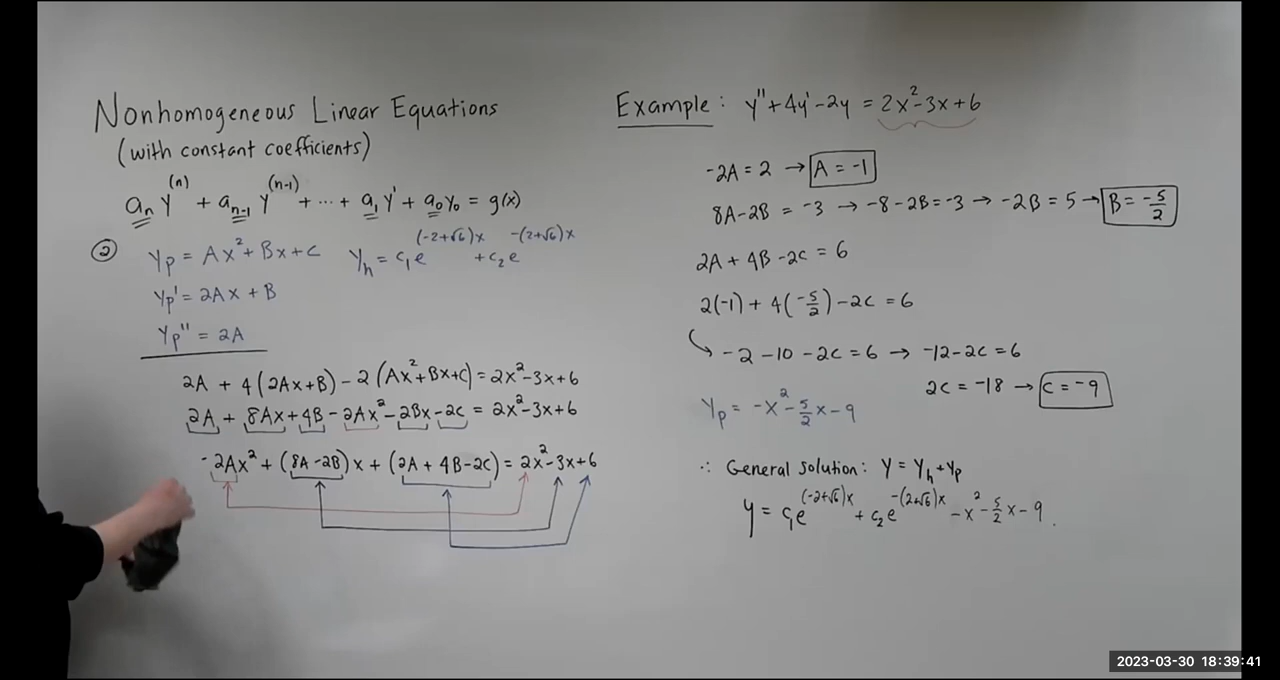 Nonhomogeneous Linear Equations
(with constant coefficients)
aₙ y⁽ⁿ⁾ + aₙ₋₁ y⁽ⁿ⁻¹⁾ + ... + a₁ y' + a₀y₀ = g(x)
② Yp = Ax² + Bx + C   Yh = c₁e^(-2+√6)x + c₂e^-(2+√6)x
Yp' = 2Ax + B
Yp" = 2A
2A + 4(2Ax+B) - 2(Ax²+Bx+C) = 2x²-3x+6
2A + 8Ax + 4B - 2Ax² - 2Bx - 2C = 2x²-3x+6
-2Ax² + (8A-2B)x + (2A + 4B-2C) = 2x²-3x+6
Example: y"+4y'-2y = 2x²-3x+6
-2A = 2 → A = -1
8A-2B = -3 → -8-2B=-3 → -2B = 5 → B = -5/2
2A + 4B - 2C = 6
2(-1) + 4(-5/2) - 2C = 6
-2 -10 -2C = 6 → -12-2C = 6
2C = -18 → C = -9
Yp = -x² - 5/2x - 9
∴ General solution: Y = Yh + Yp
y = c₁e^(-2+√6)x + c₂e^-(2+√6)x - x² - 5/2x - 9.
2023-03-30 18:39:41